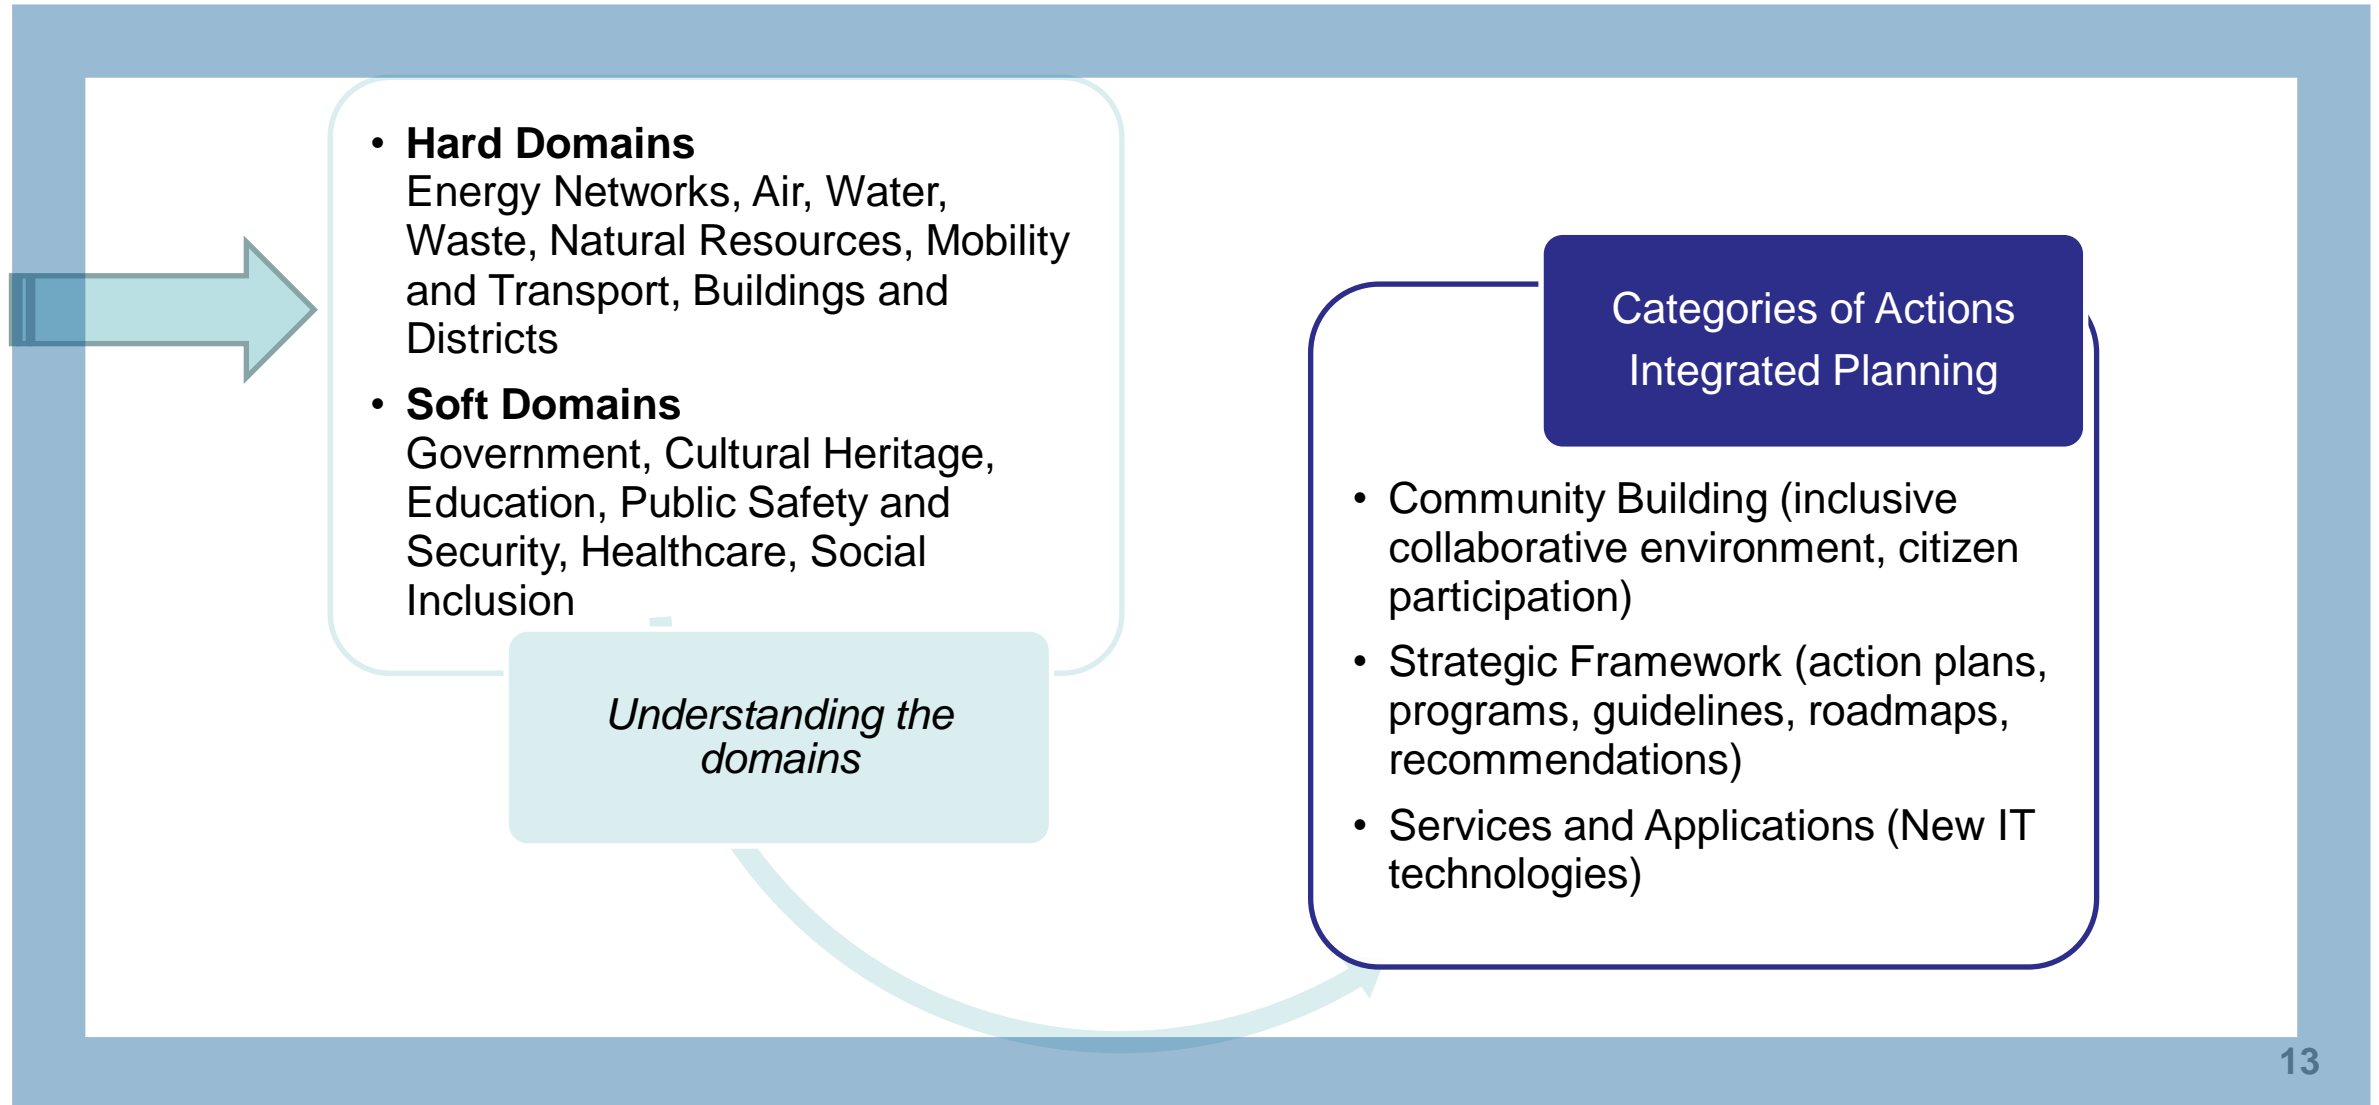 • Hard Domains
Energy Networks, Air, Water,
Waste, Natural Resources, Mobility
and Transport, Buildings and
Districts
• Soft Domains
Government, Cultural Heritage,
Education, Public Safety and
Security, Healthcare, Social
Inclusion
Understanding the
domains
Categories of Actions
Integrated Planning
• Community Building (inclusive
collaborative environment, citizen
participation)
• Strategic Framework (action plans,
programs, guidelines, roadmaps,
recommendations)
• Services and Applications (New IT
technologies)
13